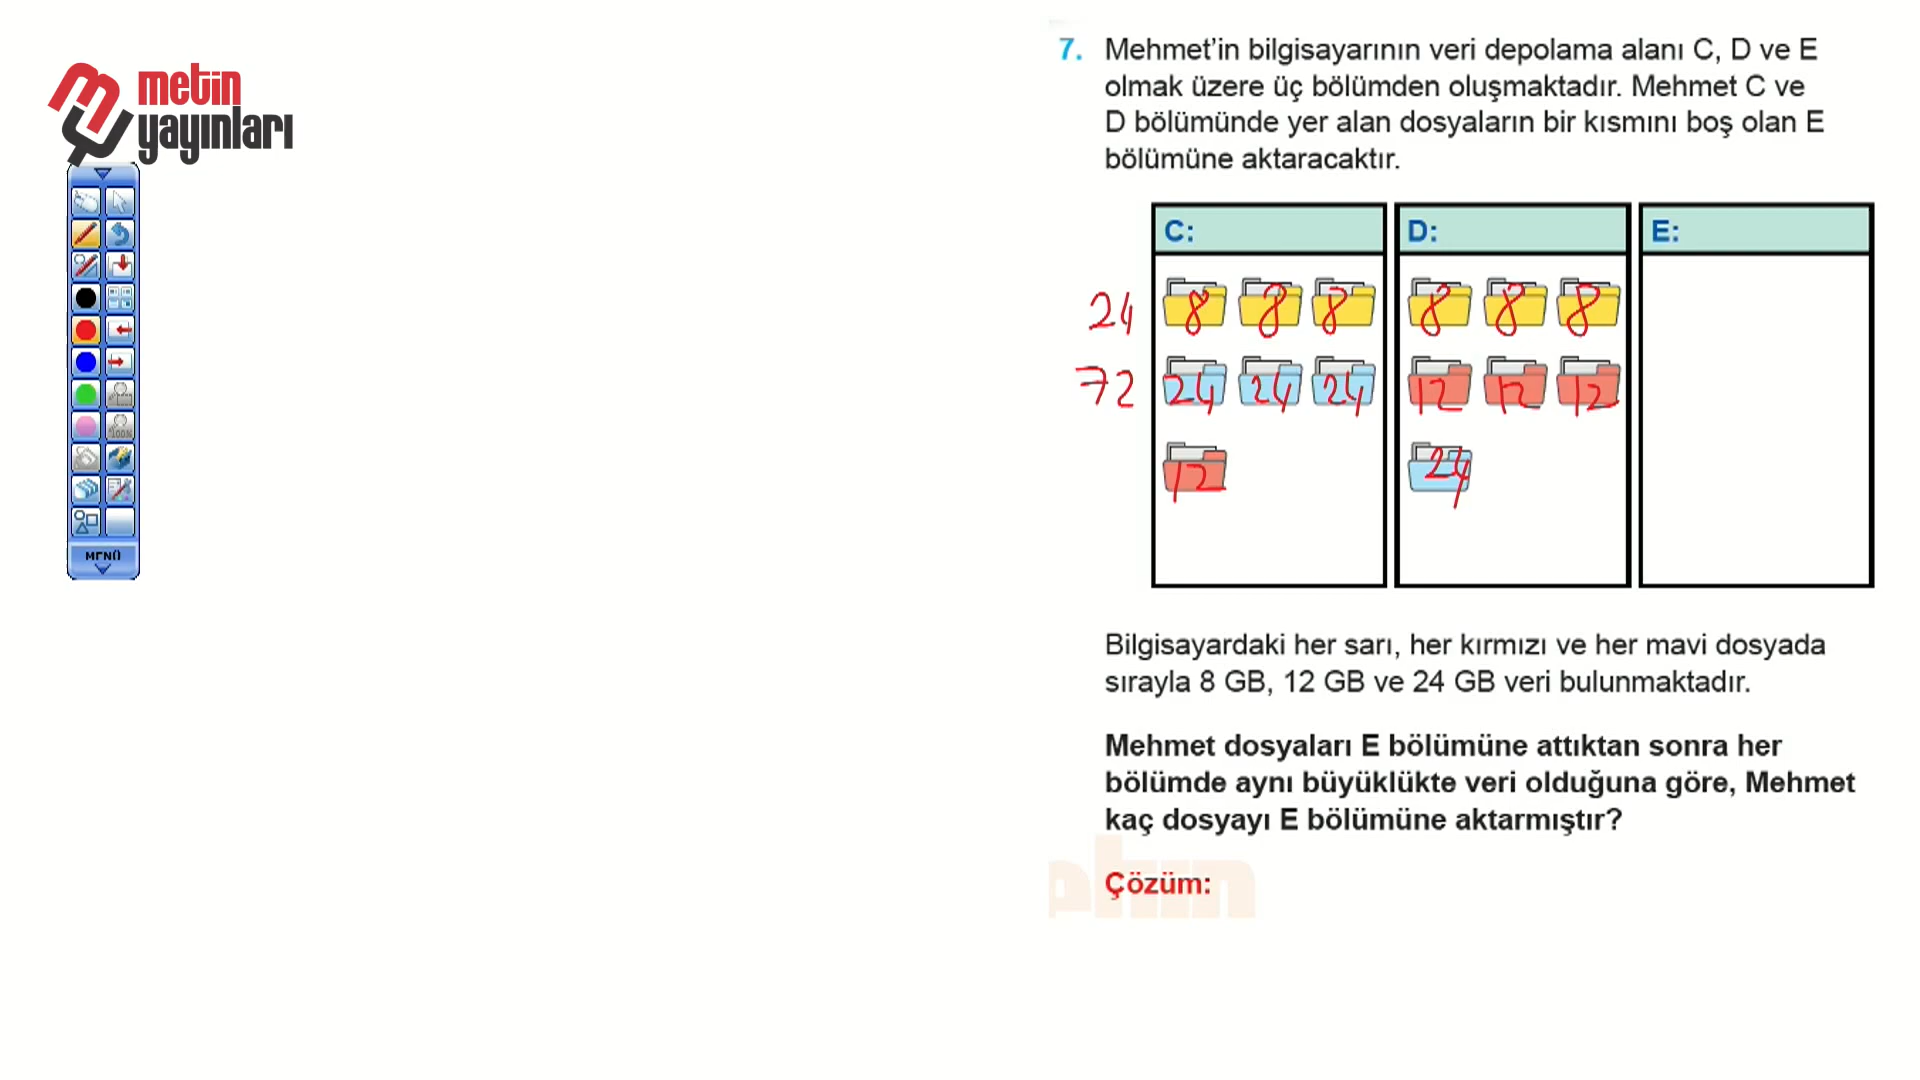 metin
yayınları
MENÜ
7. Mehmet'in bilgisayarının veri depolama alanı C, D ve E
olmak üzere üç bölümden oluşmaktadır. Mehmet C ve
D bölümünde yer alan dosyaların bir kısmını boş olan E
bölümüne aktaracaktır.
C: D: E:
24 8 8 8 8 8 8
72 24 24 24 12 12 12
12 24
Bilgisayardaki her sarı, her kırmızı ve her mavi dosyada
sırayla 8 GB, 12 GB ve 24 GB veri bulunmaktadır.
Mehmet dosyaları E bölümüne attıktan sonra her
bölümde aynı büyüklükte veri olduğuna göre, Mehmet
kaç dosyayı E bölümüne aktarmıştır?
Çözüm: